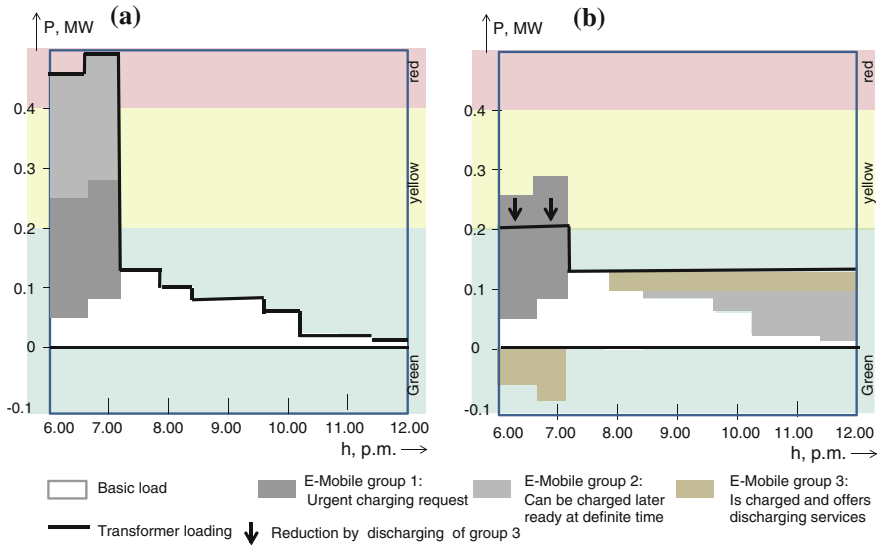 (a)
P, MW
red
0.4
0.3
yellow
0.2
0.1
0
Green
-0.1
6.00 7.00 8.00 9.00 10.00 12.00
h, p.m.
(b)
P, MW
red
0.4
0.3
yellow
0.2
0.1
0
Green
-0.1
6.00 7.00 8.00 9.00 10.00 11.00 12.00
h, p.m.
Basic load
E-Mobile group 1:
Urgent charging request
E-Mobile group 2:
Can be charged later
ready at definite time
E-Mobile group 3:
Is charged and offers
discharging services
Transformer loading
Reduction by discharging of group 3